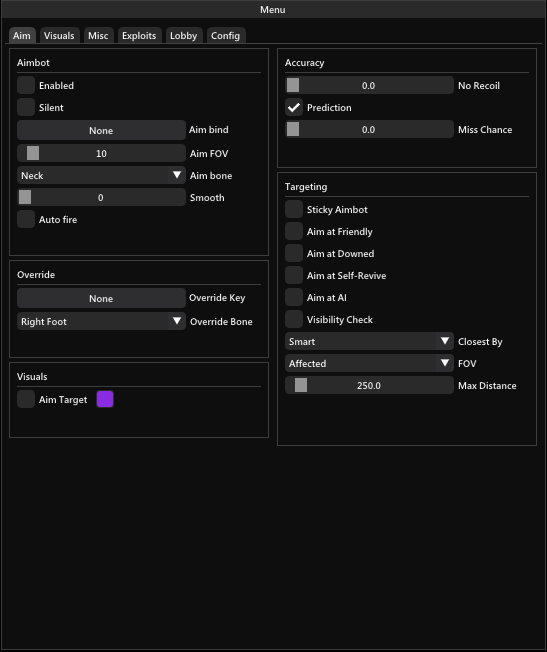 Menu
Aim Visuals Misc Exploits Lobby Config
Aimbot
Enabled
Silent
None Aim bind
10 Aim FOV
Neck Aim bone
0 Smooth
Auto fire
Override
None Override Key
Right Foot Override Bone
Visuals
Aim Target
Accuracy
0.0 No Recoil
Prediction
0.0 Miss Chance
Targeting
Sticky Aimbot
Aim at Friendly
Aim at Downed
Aim at Self-Revive
Aim at AI
Visibility Check
Smart Closest By
Affected FOV
250.0 Max Distance